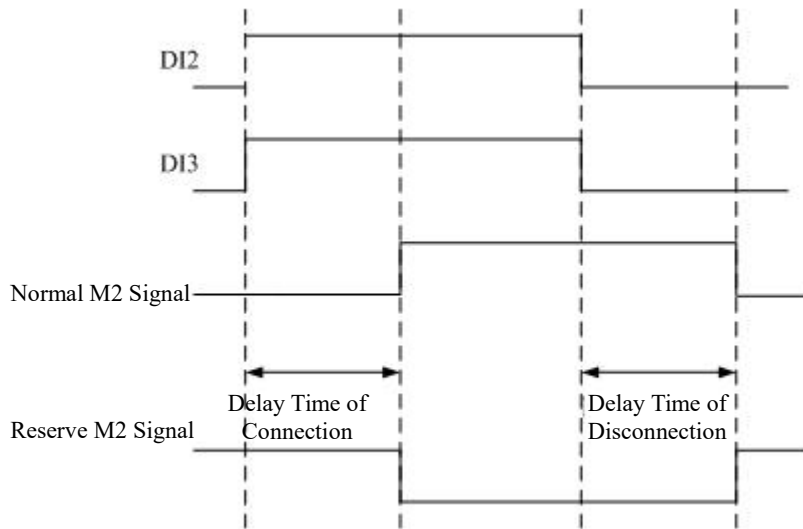 DI2
DI3
Normal M2 Signal
Delay Time of
Connection
Delay Time of
Disconnection
Reserve M2 Signal